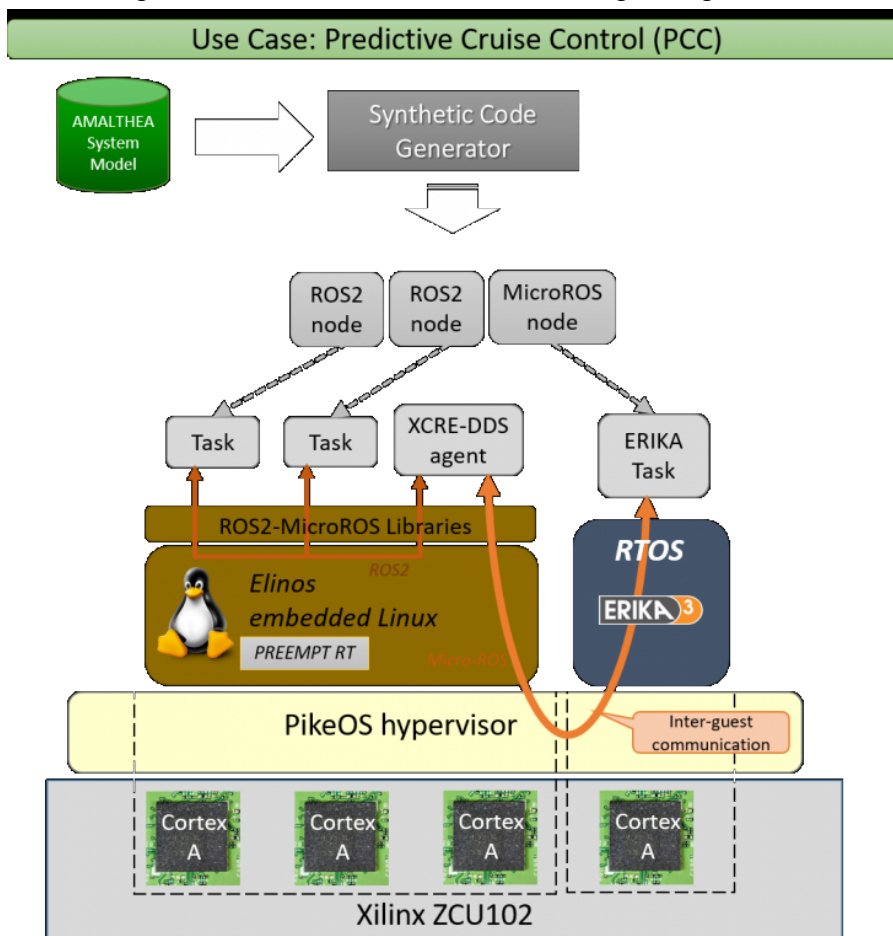 Use Case: Predictive Cruise Control (PCC)
AMALTHEA
System
Model
Synthetic Code
Generator
ROS2
node
ROS2
node
MicroROS
node
Task
Task
XCRE-DDS
agent
ERIKA
Task
ROS2-MicroROS Libraries
ROS2
Elinos
embedded Linux
PREEMPT RT
Micro-ROS
RTOS
ERIKA 3
PikeOS hypervisor
Inter-guest
communication
Cortex
A
Cortex
A
Cortex
A
Cortex
A
Xilinx ZCU102